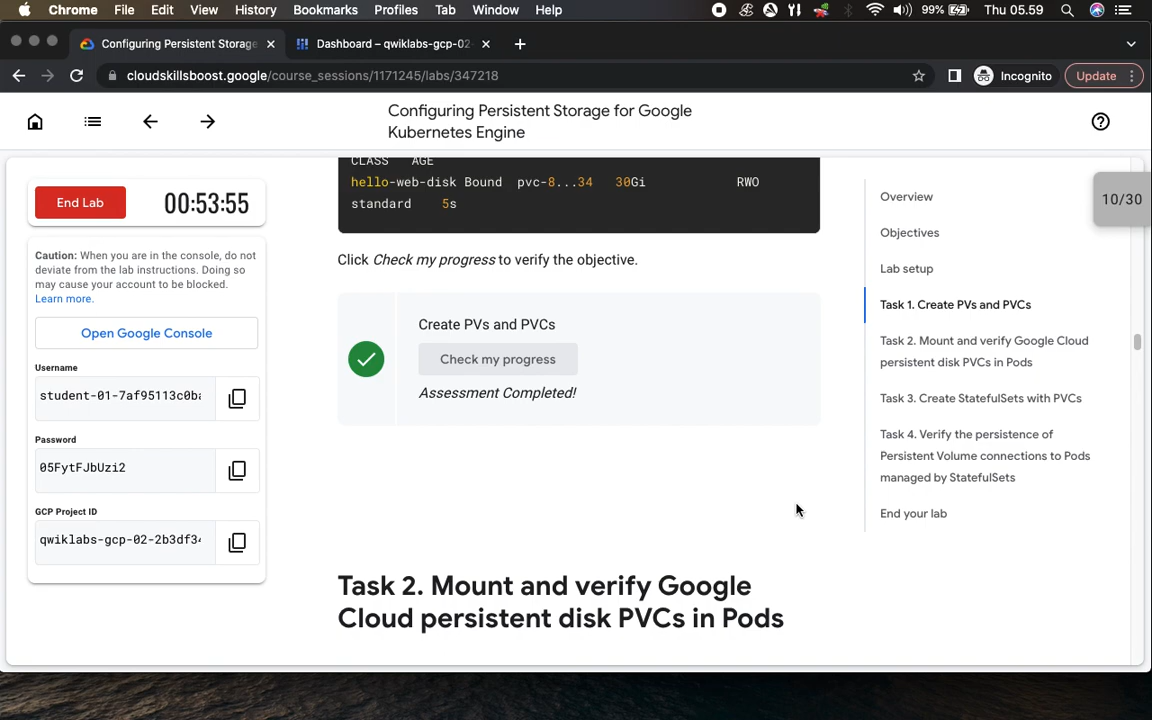 Chrome File Edit View History Bookmarks Profiles Tab Window Help 99% Thu 05.59
Configuring Persistent Storage Dashboard – qwiklabs-gcp-02-
cloudskillsboost.google/course_sessions/1171245/labs/347218 Incognito Update
Configuring Persistent Storage for Google
Kubernetes Engine
End Lab 00:53:55
Caution: When you are in the console, do not
deviate from the lab instructions. Doing so
may cause your account to be blocked.
Learn more.
Open Google Console
Username
student-01-7af95113c0b
Password
05FytFJbUzi2
GCP Project ID
qwiklabs-gcp-02-2b3df3
CLASS AGE
hello-web-disk Bound pvc-8...34 30Gi RWO
standard 5s
Click Check my progress to verify the objective.
Create PVs and PVCs
Check my progress
Assessment Completed!
Task 2. Mount and verify Google
Cloud persistent disk PVCs in Pods
10/30
Overview
Objectives
Lab setup
Task 1. Create PVs and PVCs
Task 2. Mount and verify Google Cloud
persistent disk PVCs in Pods
Task 3. Create StatefulSets with PVCs
Task 4. Verify the persistence of
Persistent Volume connections to Pods
managed by StatefulSets
End your lab